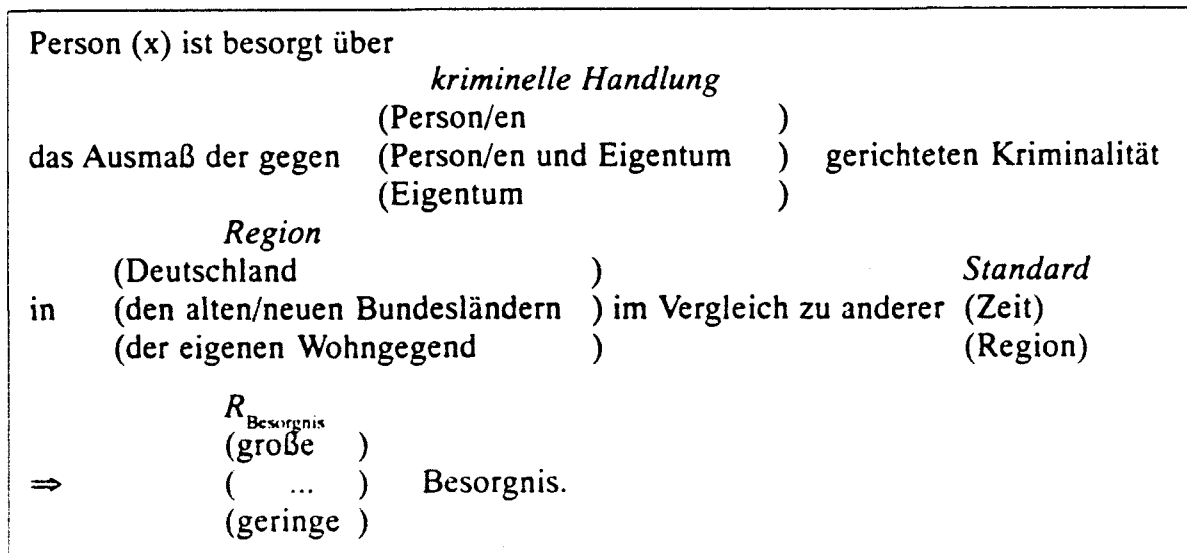 Person (x) ist besorgt über
kriminelle Handlung
(Person/en )
das Ausmaß der gegen (Person/en und Eigentum ) gerichteten Kriminalität
(Eigentum )
Region
(Deutschland ) Standard
in (den alten/neuen Bundesländern ) im Vergleich zu anderer (Zeit)
(der eigenen Wohngegend ) (Region)
R Besorgnis
(große )
⇒ ( ... ) Besorgnis.
(geringe )